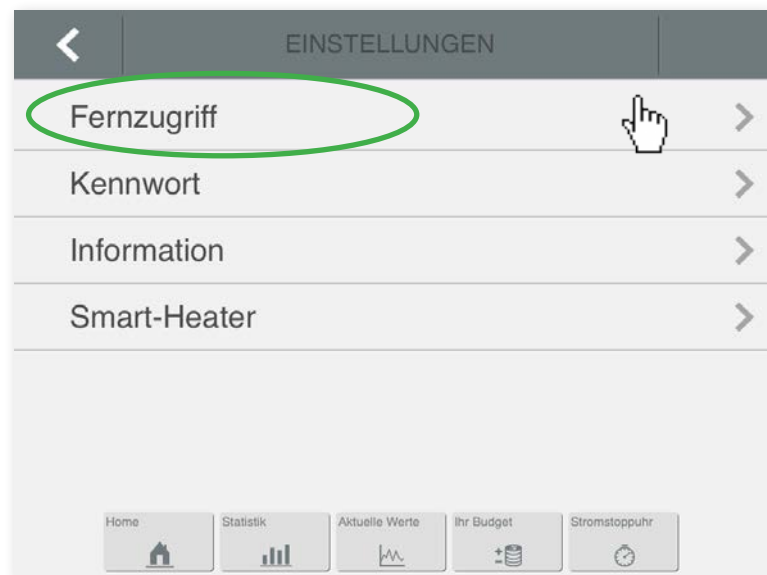 EINSTELLUNGEN
Fernzugriff
Kennwort
Information
Smart-Heater
Home Statistik Aktuelle Werte Ihr Budget Stromstoppuhr